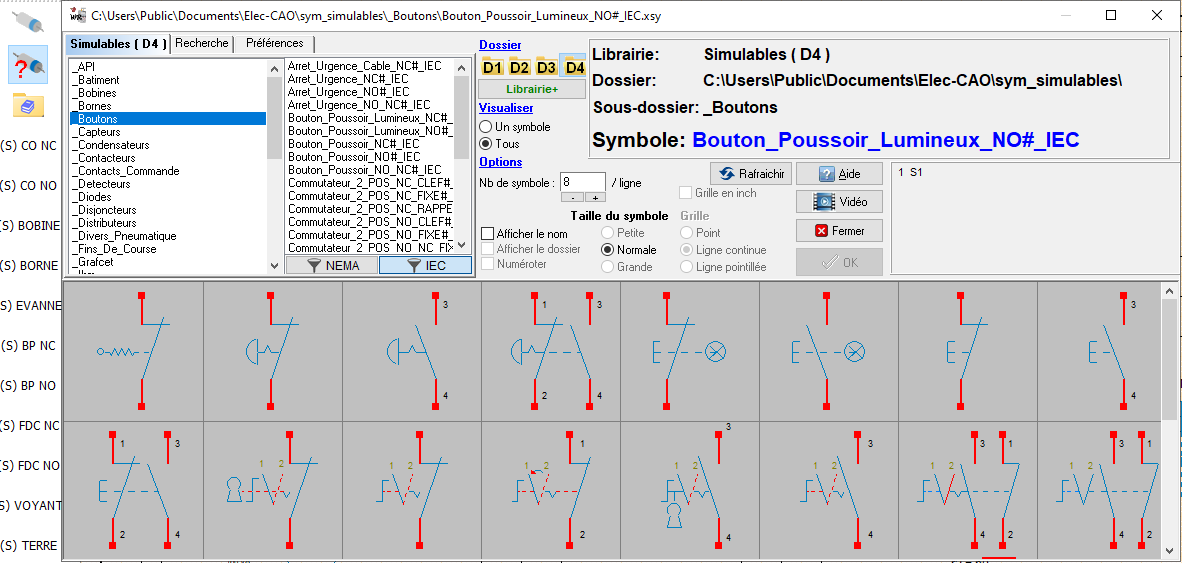 C:\Users\Public\Documents\Elec-CAO\sym_simulables\_Boutons\Bouton_Poussoir_Lumineux_NO#_IEC.xsy
(S) CO NC
(S) CO NO
(S) BOBINE
(S) BORNE
S) EVANNE
(S) BP NC
(S) BP NO
(S) FDC NC
(S) FDC NO
S) VOYANT
(S) TERRE
Simulables ( D4 )
Recherche
Préférences
_API
_Batiment
_Bobines
_Bornes
_Boutons
_Capteurs
_Condensateurs
_Contacteurs
_Contacts_Commande
_Detecteurs
_Diodes
_Disjoncteurs
_Distributeurs
_Divers_Pneumatique
_Fins_De_Course
_Grafcet
Arret_Urgence_Cable_NC#_IEC
Arret_Urgence_NC#_IEC
Arret_Urgence_NO#_IEC
Arret_Urgence_NO_NC#_IEC
Bouton_Poussoir_Lumineux_NC#_
Bouton_Poussoir_Lumineux_NO#_
Bouton_Poussoir_NC#_IEC
Bouton_Poussoir_NO#_IEC
Bouton_Poussoir_NO_NC#_IEC
Commutateur_2_POS_NC_CLEF#_
Commutateur_2_POS_NC_FIXE#_
Commutateur_2_POS_NC_RAPPE
Commutateur_2_POS_NO_CLEF#_
Commutateur_2_POS_NO_FIXE#_
Commutateur_2_POS_NO_NC_FIX
NEMA
IEC
Dossier
D1 D2 D3 D4
Librairie+
Visualiser
Un symbole
Tous
Options
Nb de symbole : 8 / ligne
- +
Afficher le nom
Afficher le dossier
Numéroter
Taille du symbole
Petite
Normale
Grande
Rafraichir
Grille en inch
Grille
Point
Ligne continue
Ligne pointillée
Librairie: Simulables ( D4 )
Dossier: C:\Users\Public\Documents\Elec-CAO\sym_simulables\
Sous-dossier: _Boutons
Symbole: Bouton_Poussoir_Lumineux_NO#_IEC
Aide
Vidéo
Fermer
OK
1 S1
3
1 3
3
3
4
2 4
4
4
1 3
1 2
1 2
1 2 1
1 2 3
1 2 3
1 2 3 1
1 2 3 1
2 4
2
4
4
4 2
4 2